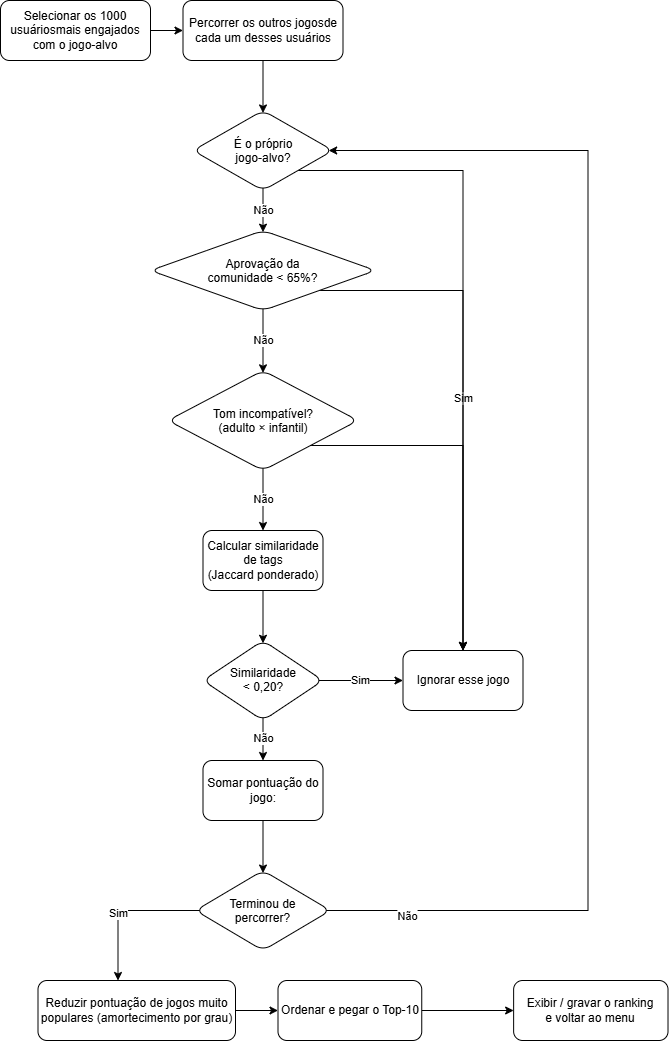 Selecionar os 1000
usuáriosmais engajados
com o jogo-alvo
Percorrer os outros jogosde
cada um desses usuários
É o próprio
jogo-alvo?
Não
Aprovação da
comunidade < 65%?
Não
Sim
Tom incompatível?
(adulto × infantil)
Não
Calcular similaridade
de tags
(Jaccard ponderado)
Similaridade
< 0,20?
Sim
Ignorar esse jogo
Não
Somar pontuação do
jogo:
Terminou de
percorrer?
Sim
Não
Reduzir pontuação de jogos muito
populares (amortecimento por grau)
Ordenar e pegar o Top-10
Exibir / gravar o ranking
e voltar ao menu